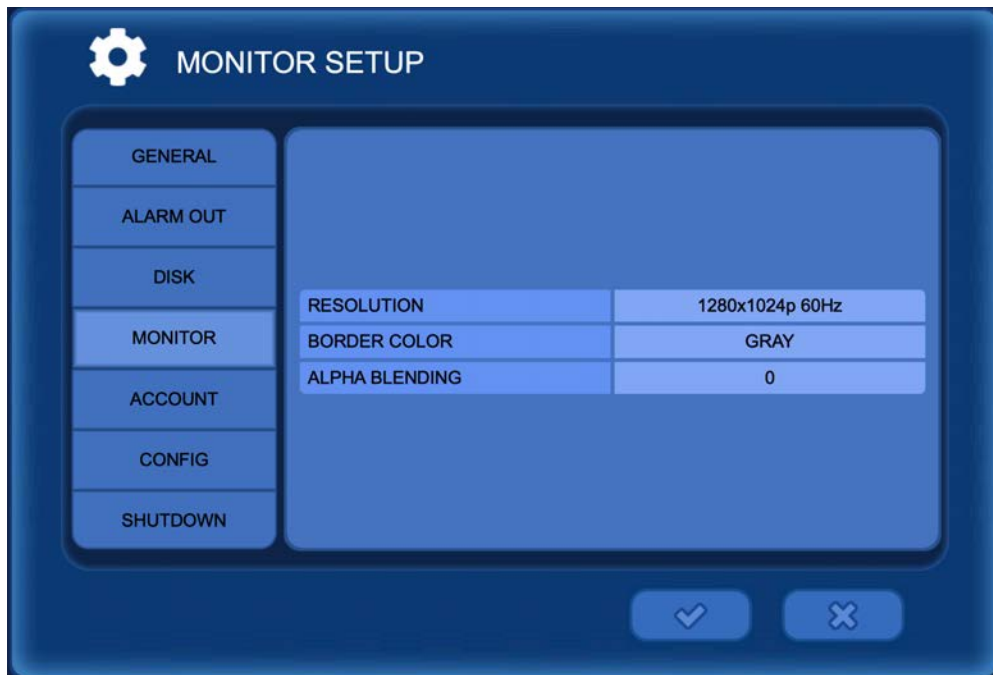 MONITOR SETUP
GENERAL
ALARM OUT
DISK
MONITOR
ACCOUNT
CONFIG
SHUTDOWN
RESOLUTION 1280x1024p 60Hz
BORDER COLOR GRAY
ALPHA BLENDING 0